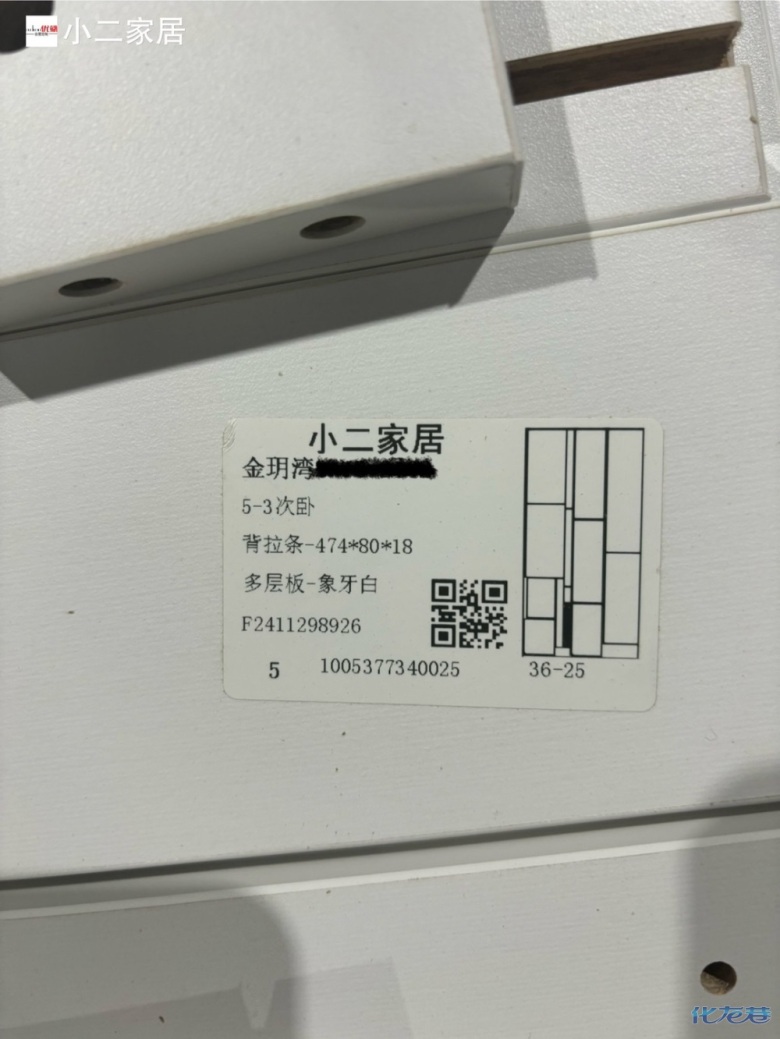 小二家居
小二家居
金玥湾
5-3次卧
背拉条-474*80*18
多层板-象牙白
F2411298926
5 1005377340025 36-25
化龙巷